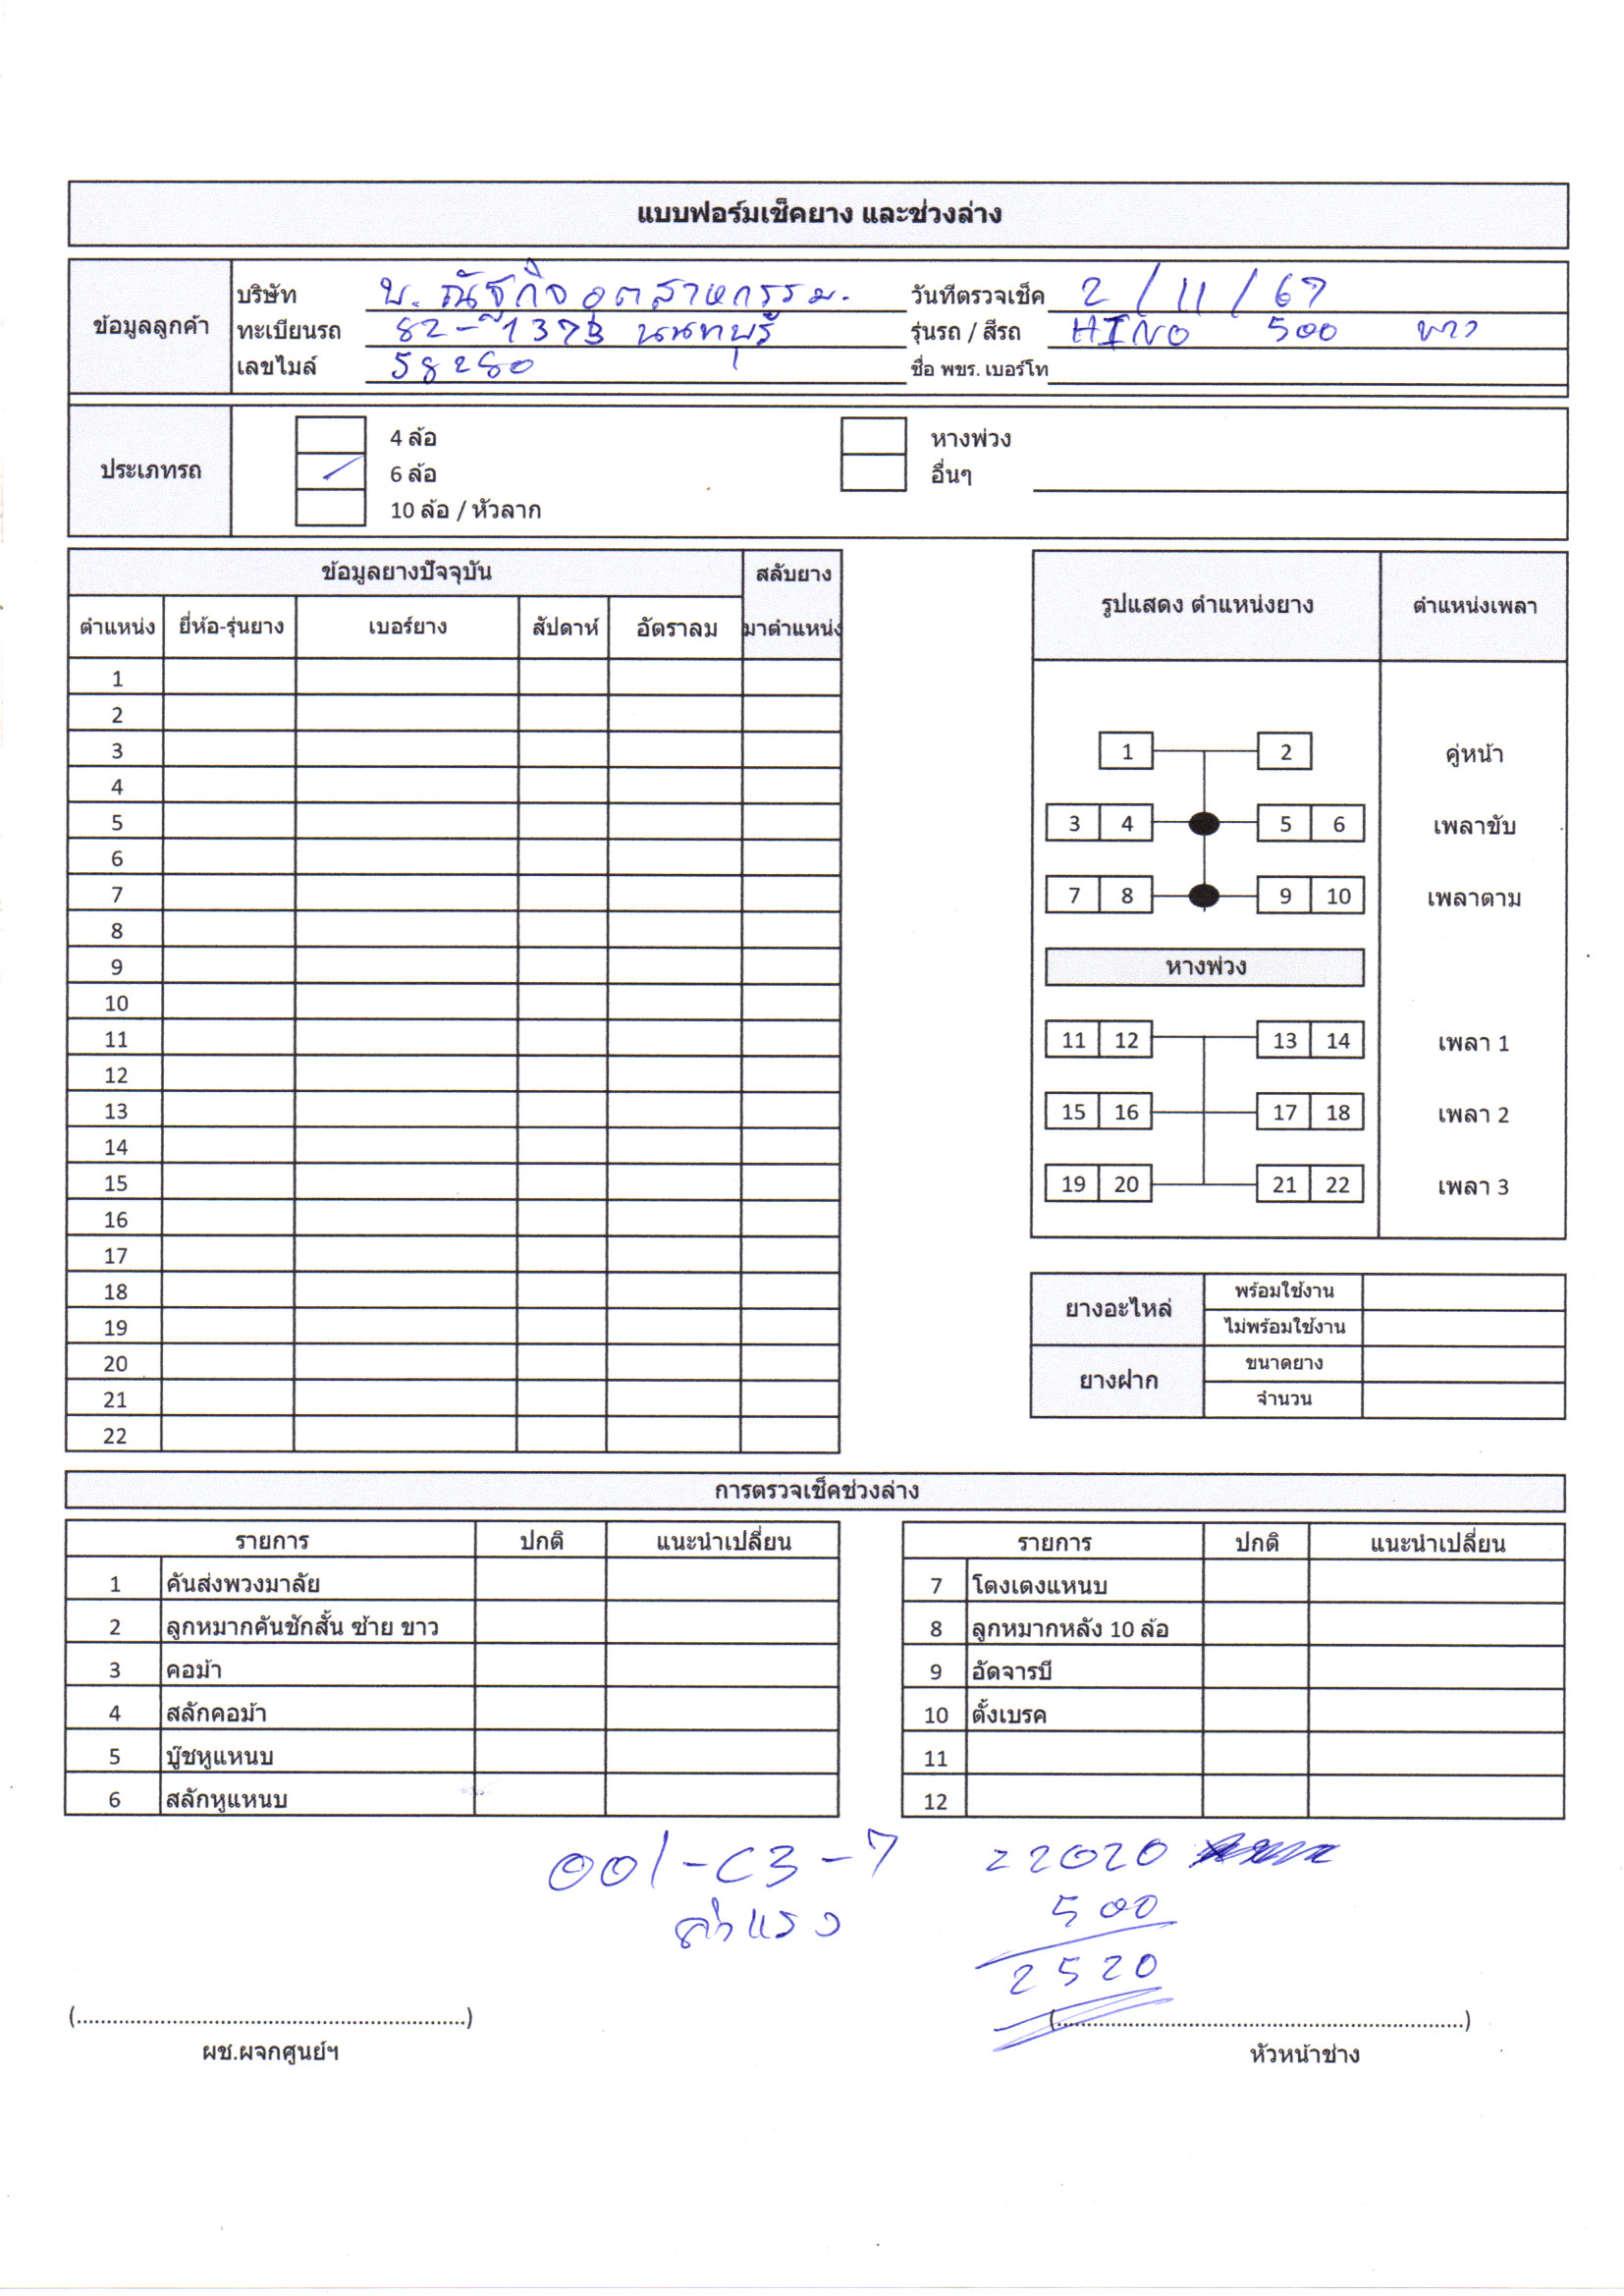 แบบฟอร์มเช็คยาง และช่วงล่าง
ข้อมูลลูกค้า
บริษัท บ. ณัฐกิจอุตสาหกรรม. วันที่ตรวจเช็ค 2 / 11 / 67
ทะเบียนรถ 82-1373 นนทบุรี รุ่นรถ / สีรถ HINO 500 ขาว
เลขไมล์ 58280 ชื่อ พขร. เบอร์โท
ประเภทรถ
4 ล้อ หางพ่วง
6 ล้อ อื่นๆ
10 ล้อ / หัวลาก
ข้อมูลยางปัจจุบัน สลับยาง
ตำแหน่ง ยี่ห้อ-รุ่นยาง เบอร์ยาง สัปดาห์ อัตราลม มาตำแหน่ง
1
2
3
4
5
6
7
8
9
10
11
12
13
14
15
16
17
18
19
20
21
22
รูปแสดง ตำแหน่งยาง ตำแหน่งเพลา
1 2 คู่หน้า
3 4 5 6 เพลาขับ
7 8 9 10 เพลาตาม
หางพ่วง
11 12 13 14 เพลา 1
15 16 17 18 เพลา 2
19 20 21 22 เพลา 3
ยางอะไหล่ พร้อมใช้งาน
ไม่พร้อมใช้งาน
ยางฝาก ขนาดยาง
จำนวน
การตรวจเช็คช่วงล่าง
รายการ ปกติ แนะนำเปลี่ยน
1 คันส่งพวงมาลัย
2 ลูกหมากคันชักสั้น ซ้าย ขาว
3 คอม้า
4 สลักคอม้า
5 บู๊ชหูแหนบ
6 สลักหูแหนบ
รายการ ปกติ แนะนำเปลี่ยน
7 โตงเตงแหนบ
8 ลูกหมากหลัง 10 ล้อ
9 อัดจารบี
10 ตั้งเบรค
11
12
001-C3-7 22020
ค่าแรง 500
2520
(..................................................................) (......................................................................)
ผช.ผจกศูนย์ฯ หัวหน้าช่าง